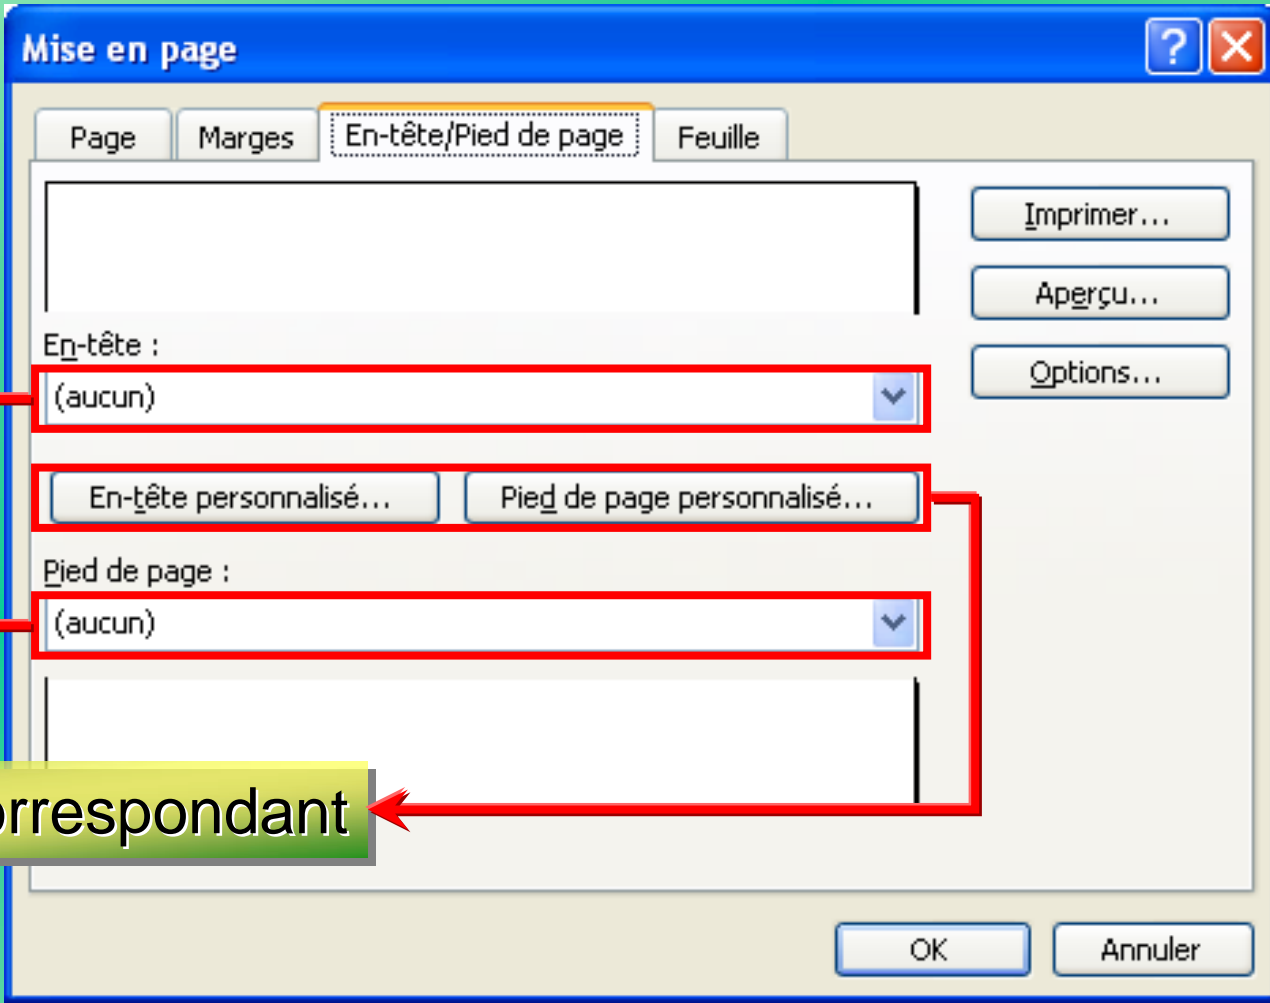 Mise en page
Page Marges En-tête/Pied de page Feuille
Imprimer...
Aperçu...
Options...
En-tête :
(aucun)
En-tête personnalisé... Pied de page personnalisé...
Pied de page :
(aucun)
orrespondant
OK Annuler